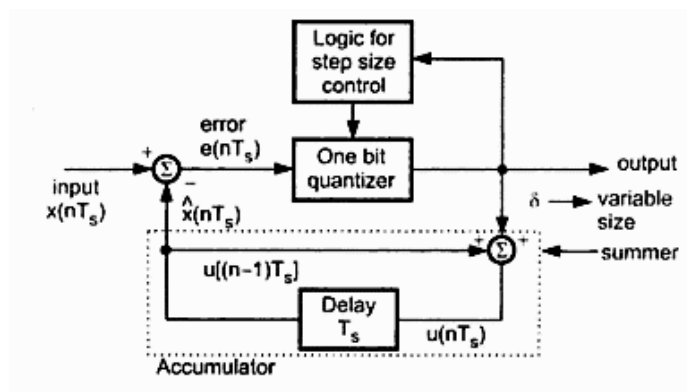 Logic for
step size
control
error
e(nTs)
One bit
quantizer
output
+
Σ
−
input
x(nTs)
x̂(nTs)
δ
variable
size
+
Σ
+
summer
u[(n−1)Ts]
Delay
Ts
u(nTs)
Accumulator